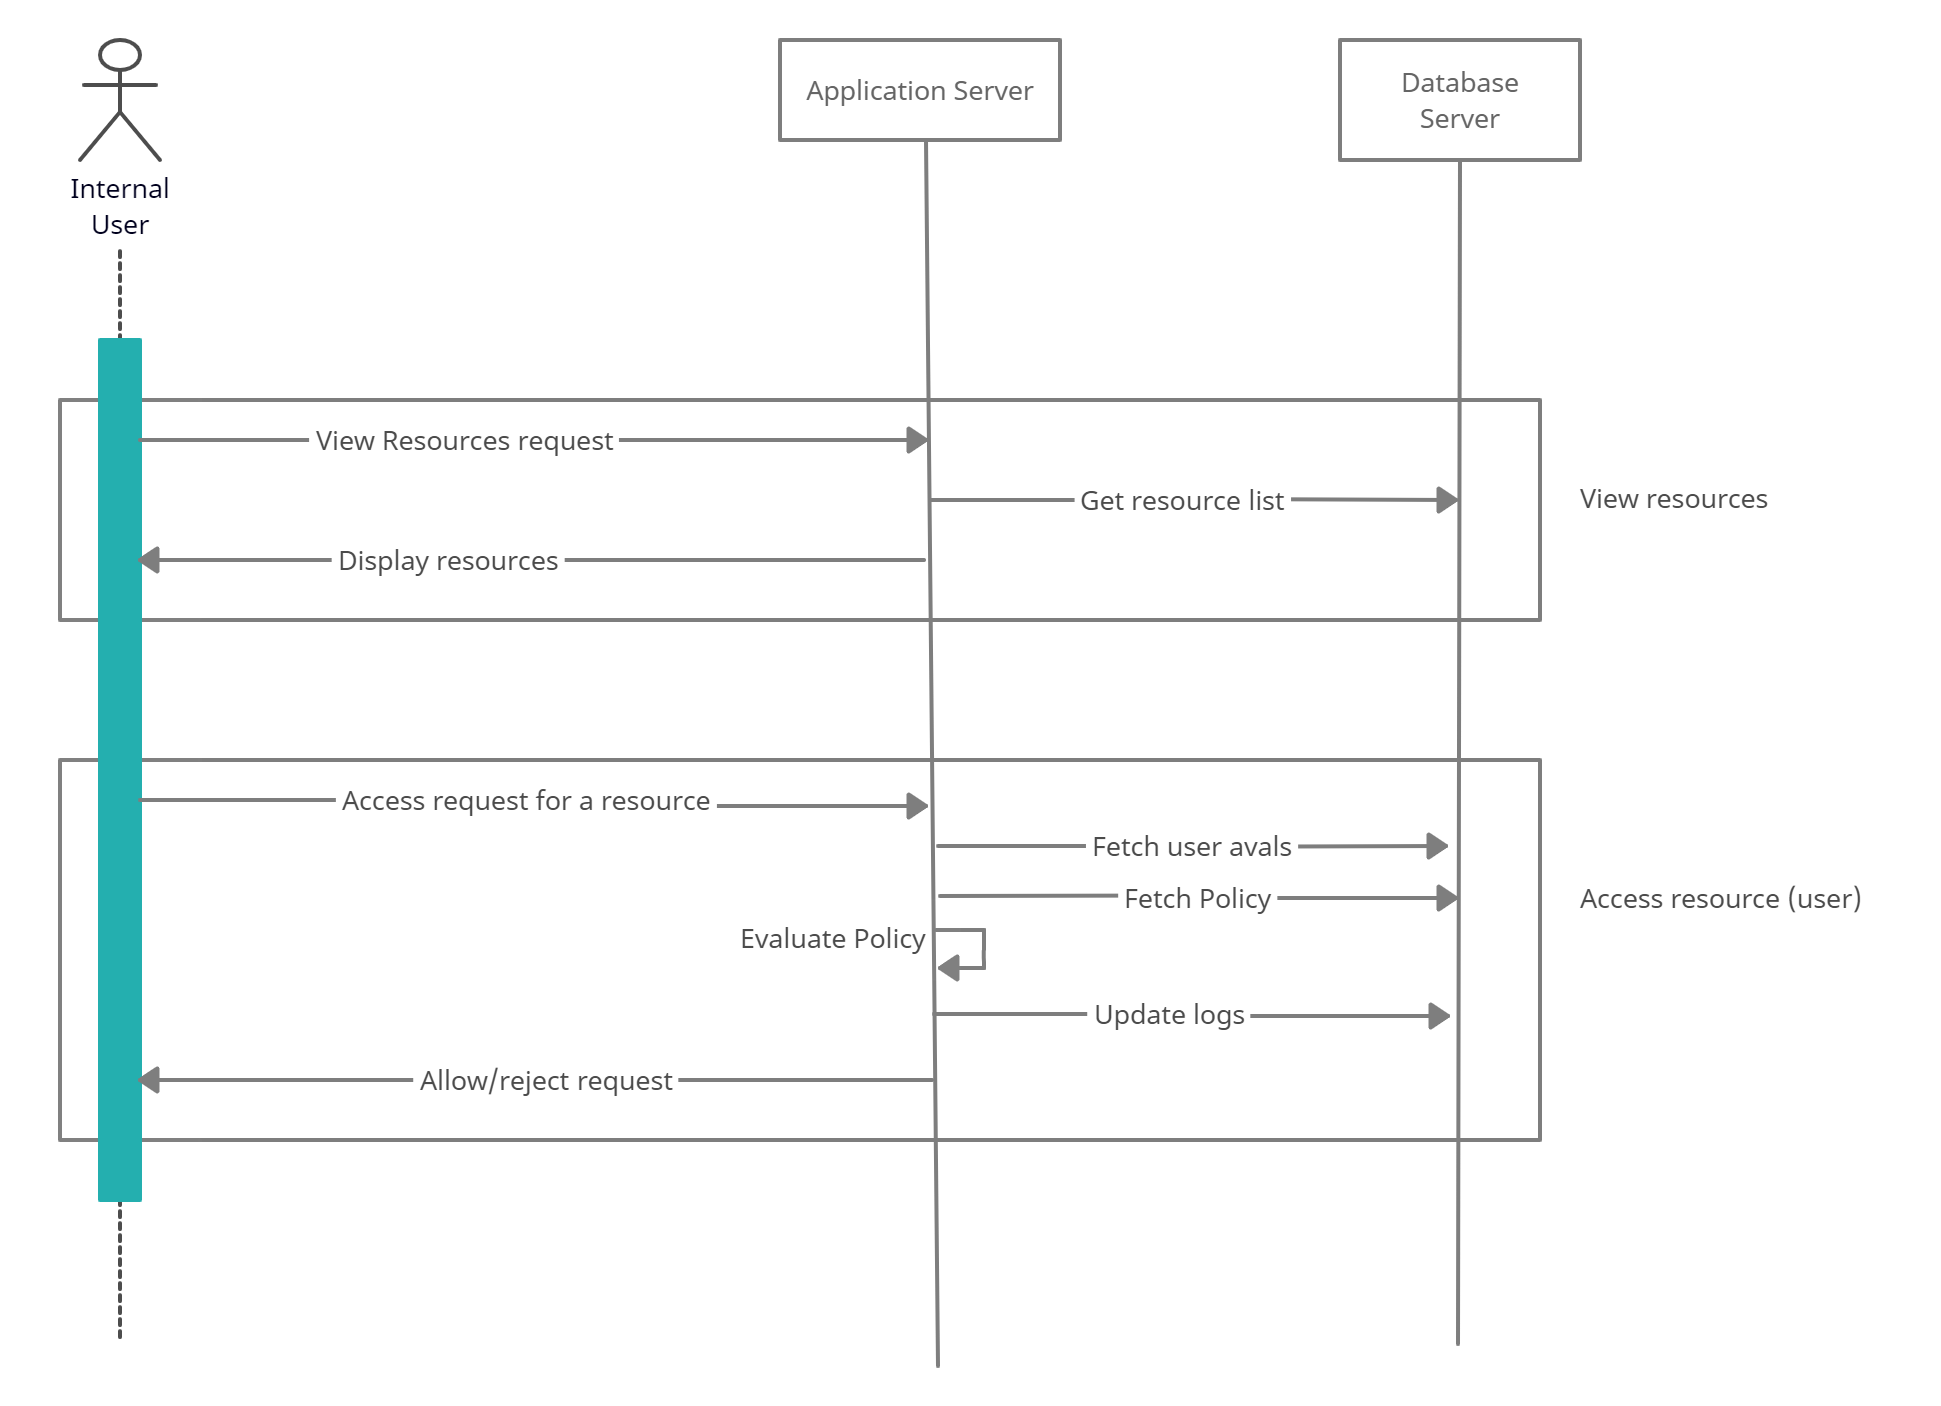 Internal
User
Application Server
Database
Server
View Resources request
Get resource list
Display resources
View resources
Access request for a resource
Fetch user avals
Fetch Policy
Evaluate Policy
Update logs
Allow/reject request
Access resource (user)